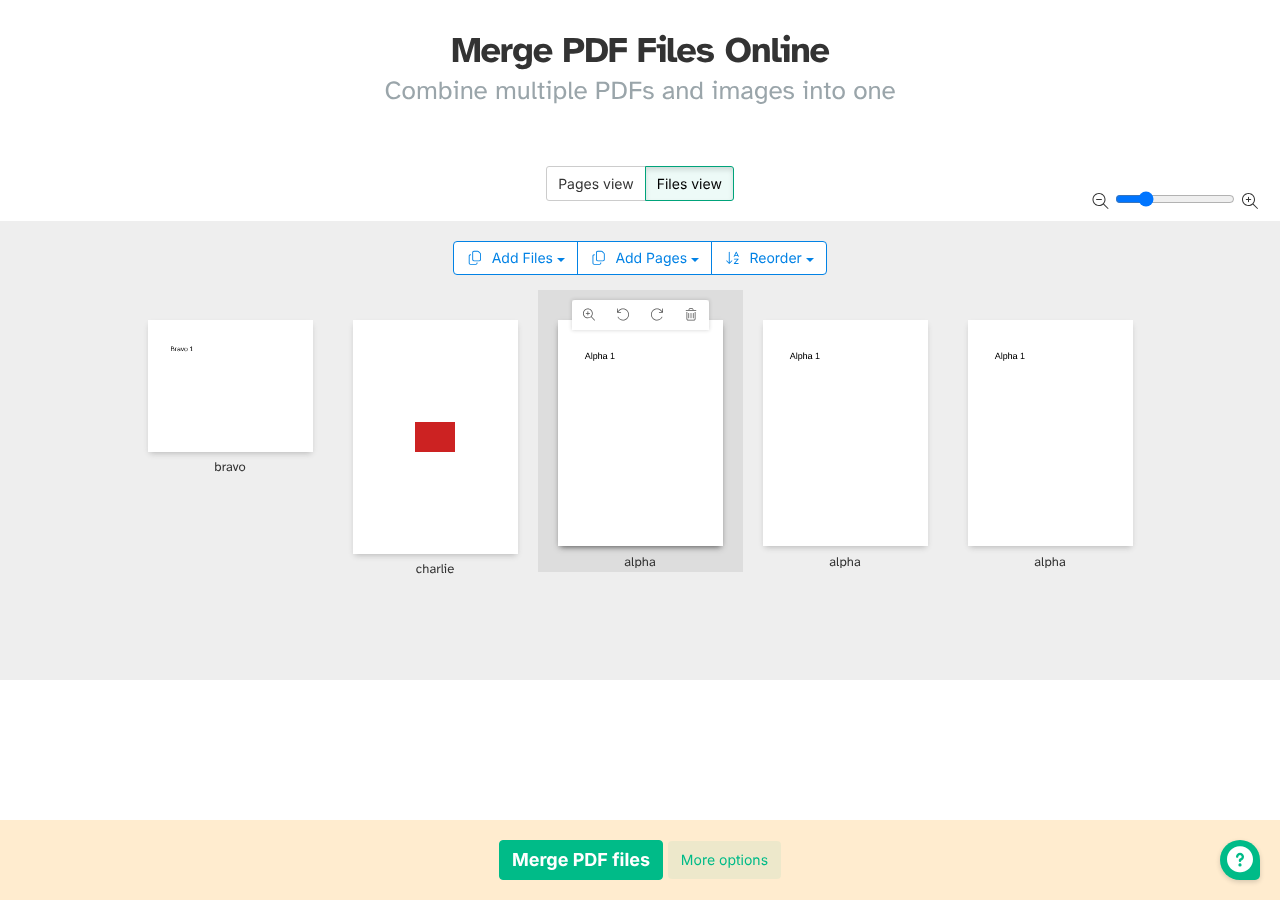 Merge PDF Files Online
Combine multiple PDFs and images into one
Pages view Files view
Add Files Add Pages Reorder
Bravo 1
Alpha 1
Alpha 1
Alpha 1
bravo
charlie
alpha
alpha
alpha
Merge PDF files More options